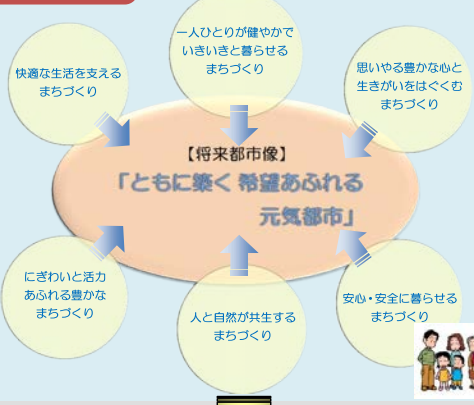 一人ひとりが健やかで
いきいきと暮らせる
まちづくり
快適な生活を支える
まちづくり
思いやる豊かな心と
生きがいをはぐくむ
まちづくり
【将来都市像】
「ともに築く 希望あふれる
元気都市」
にぎわいと活力
あふれる豊かな
まちづくり
人と自然が共生する
まちづくり
安心・安全に暮らせる
まちづくり